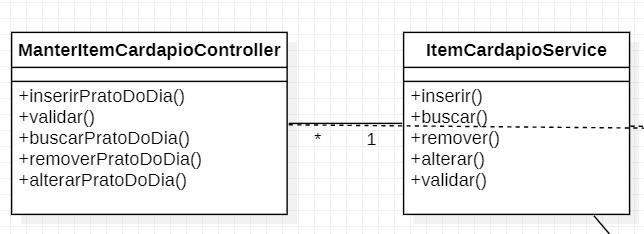 ManterItemCardapioController
+inserirPratoDoDia()
+validar()
+buscarPratoDoDia()
+removerPratoDoDia()
+alterarPratoDoDia()
* 1
ItemCardapioService
+inserir()
+buscar()
+remover()
+alterar()
+validar()